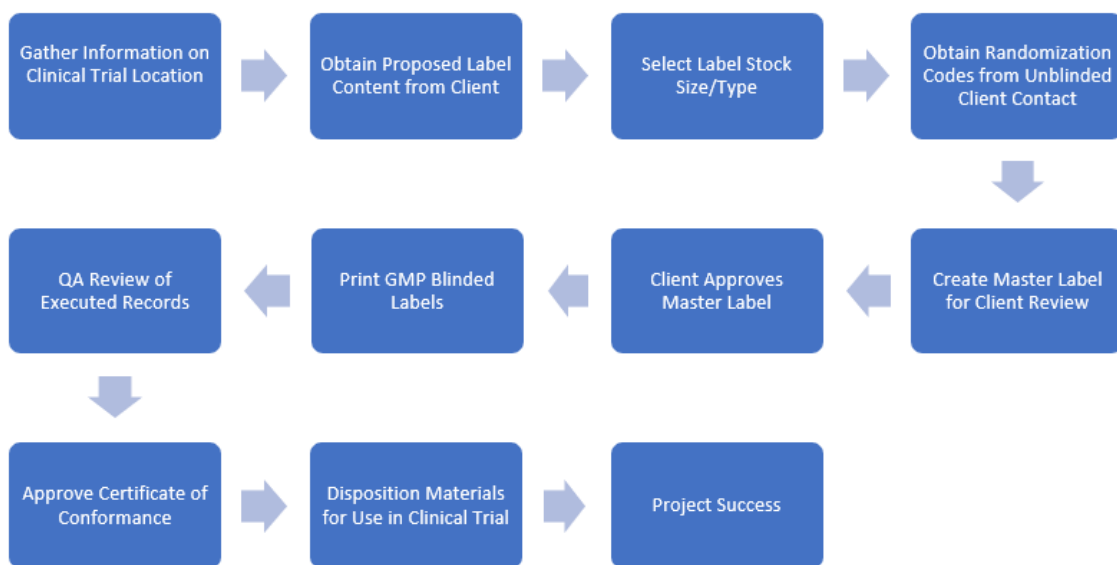 Gather Information on
Clinical Trial Location
Obtain Proposed Label
Content from Client
Select Label Stock
Size/Type
Obtain Randomization
Codes from Unblinded
Client Contact
Create Master Label
for Client Review
Client Approves
Master Label
Print GMP Blinded
Labels
QA Review of
Executed Records
Approve Certificate of
Conformance
Disposition Materials
for Use in Clinical Trial
Project Success